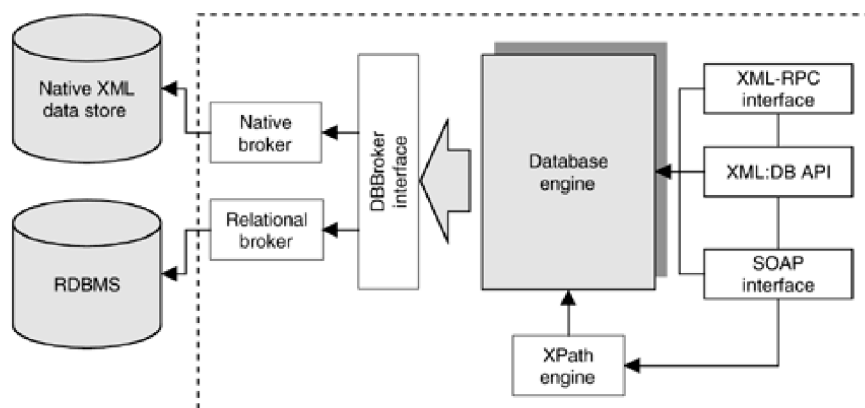 Native XML
data store
Native
broker
DBBroker
interface
Database
engine
XML-RPC
interface
XML:DB API
Relational
broker
RDBMS
SOAP
interface
XPath
engine